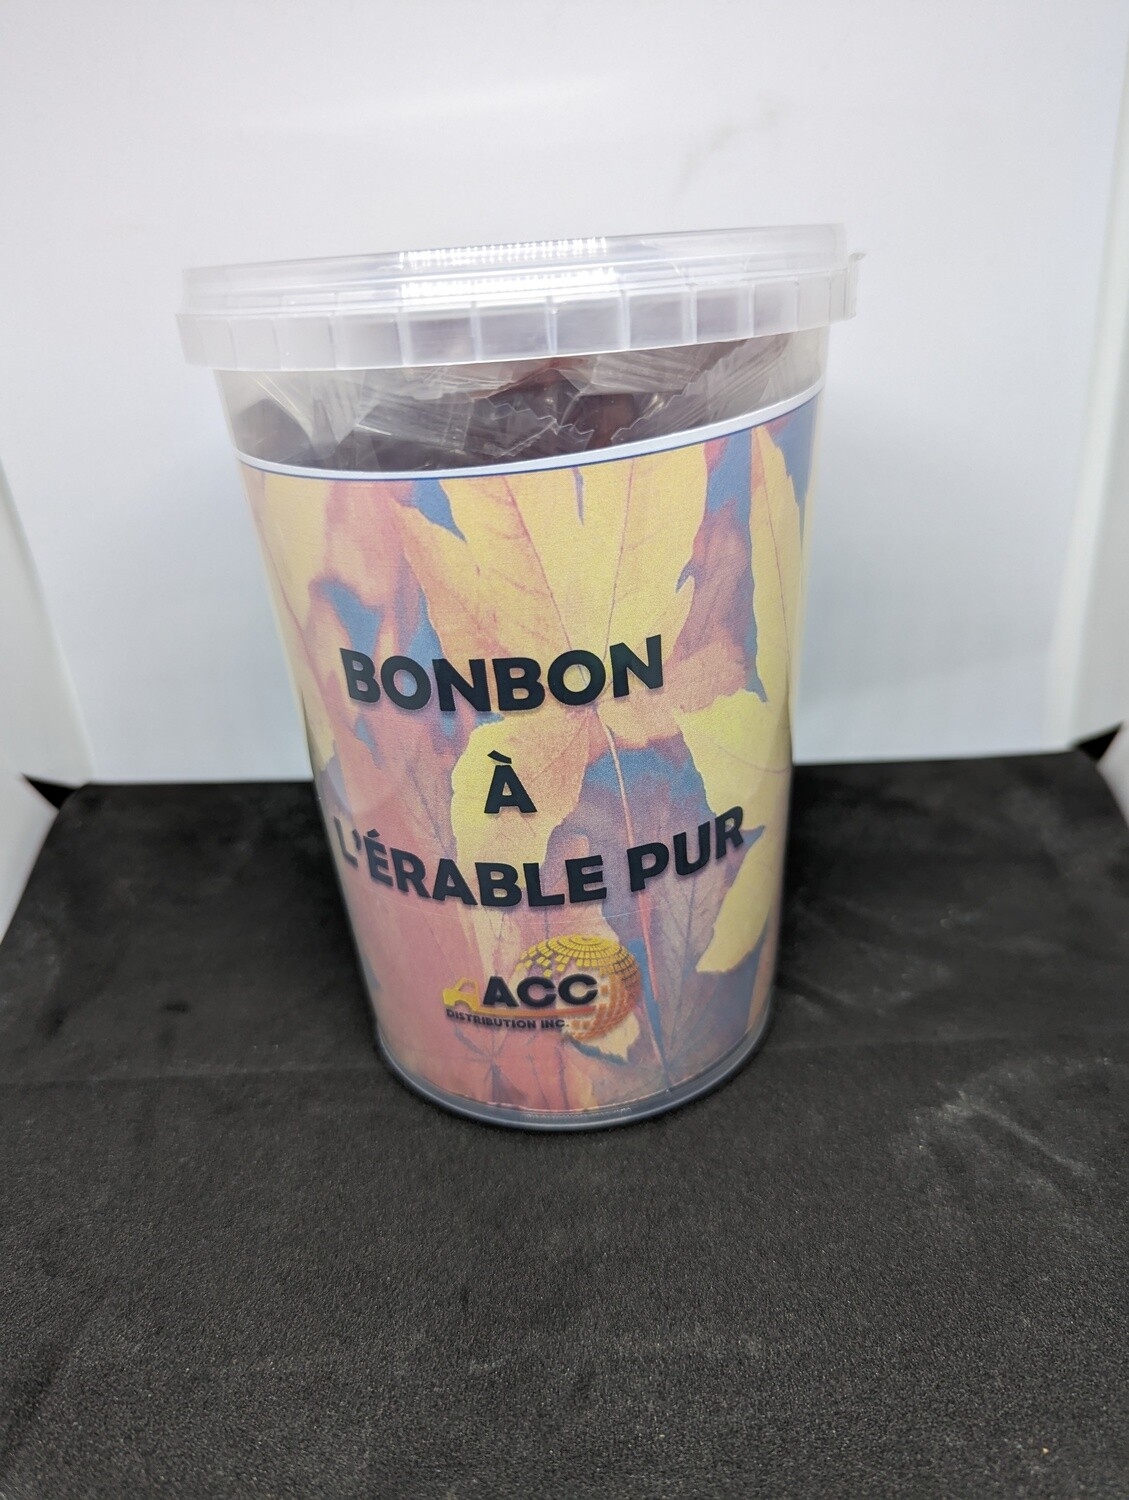 BONBON
À
L'ÉRABLE PUR
ACC
DISTRIBUTION INC.